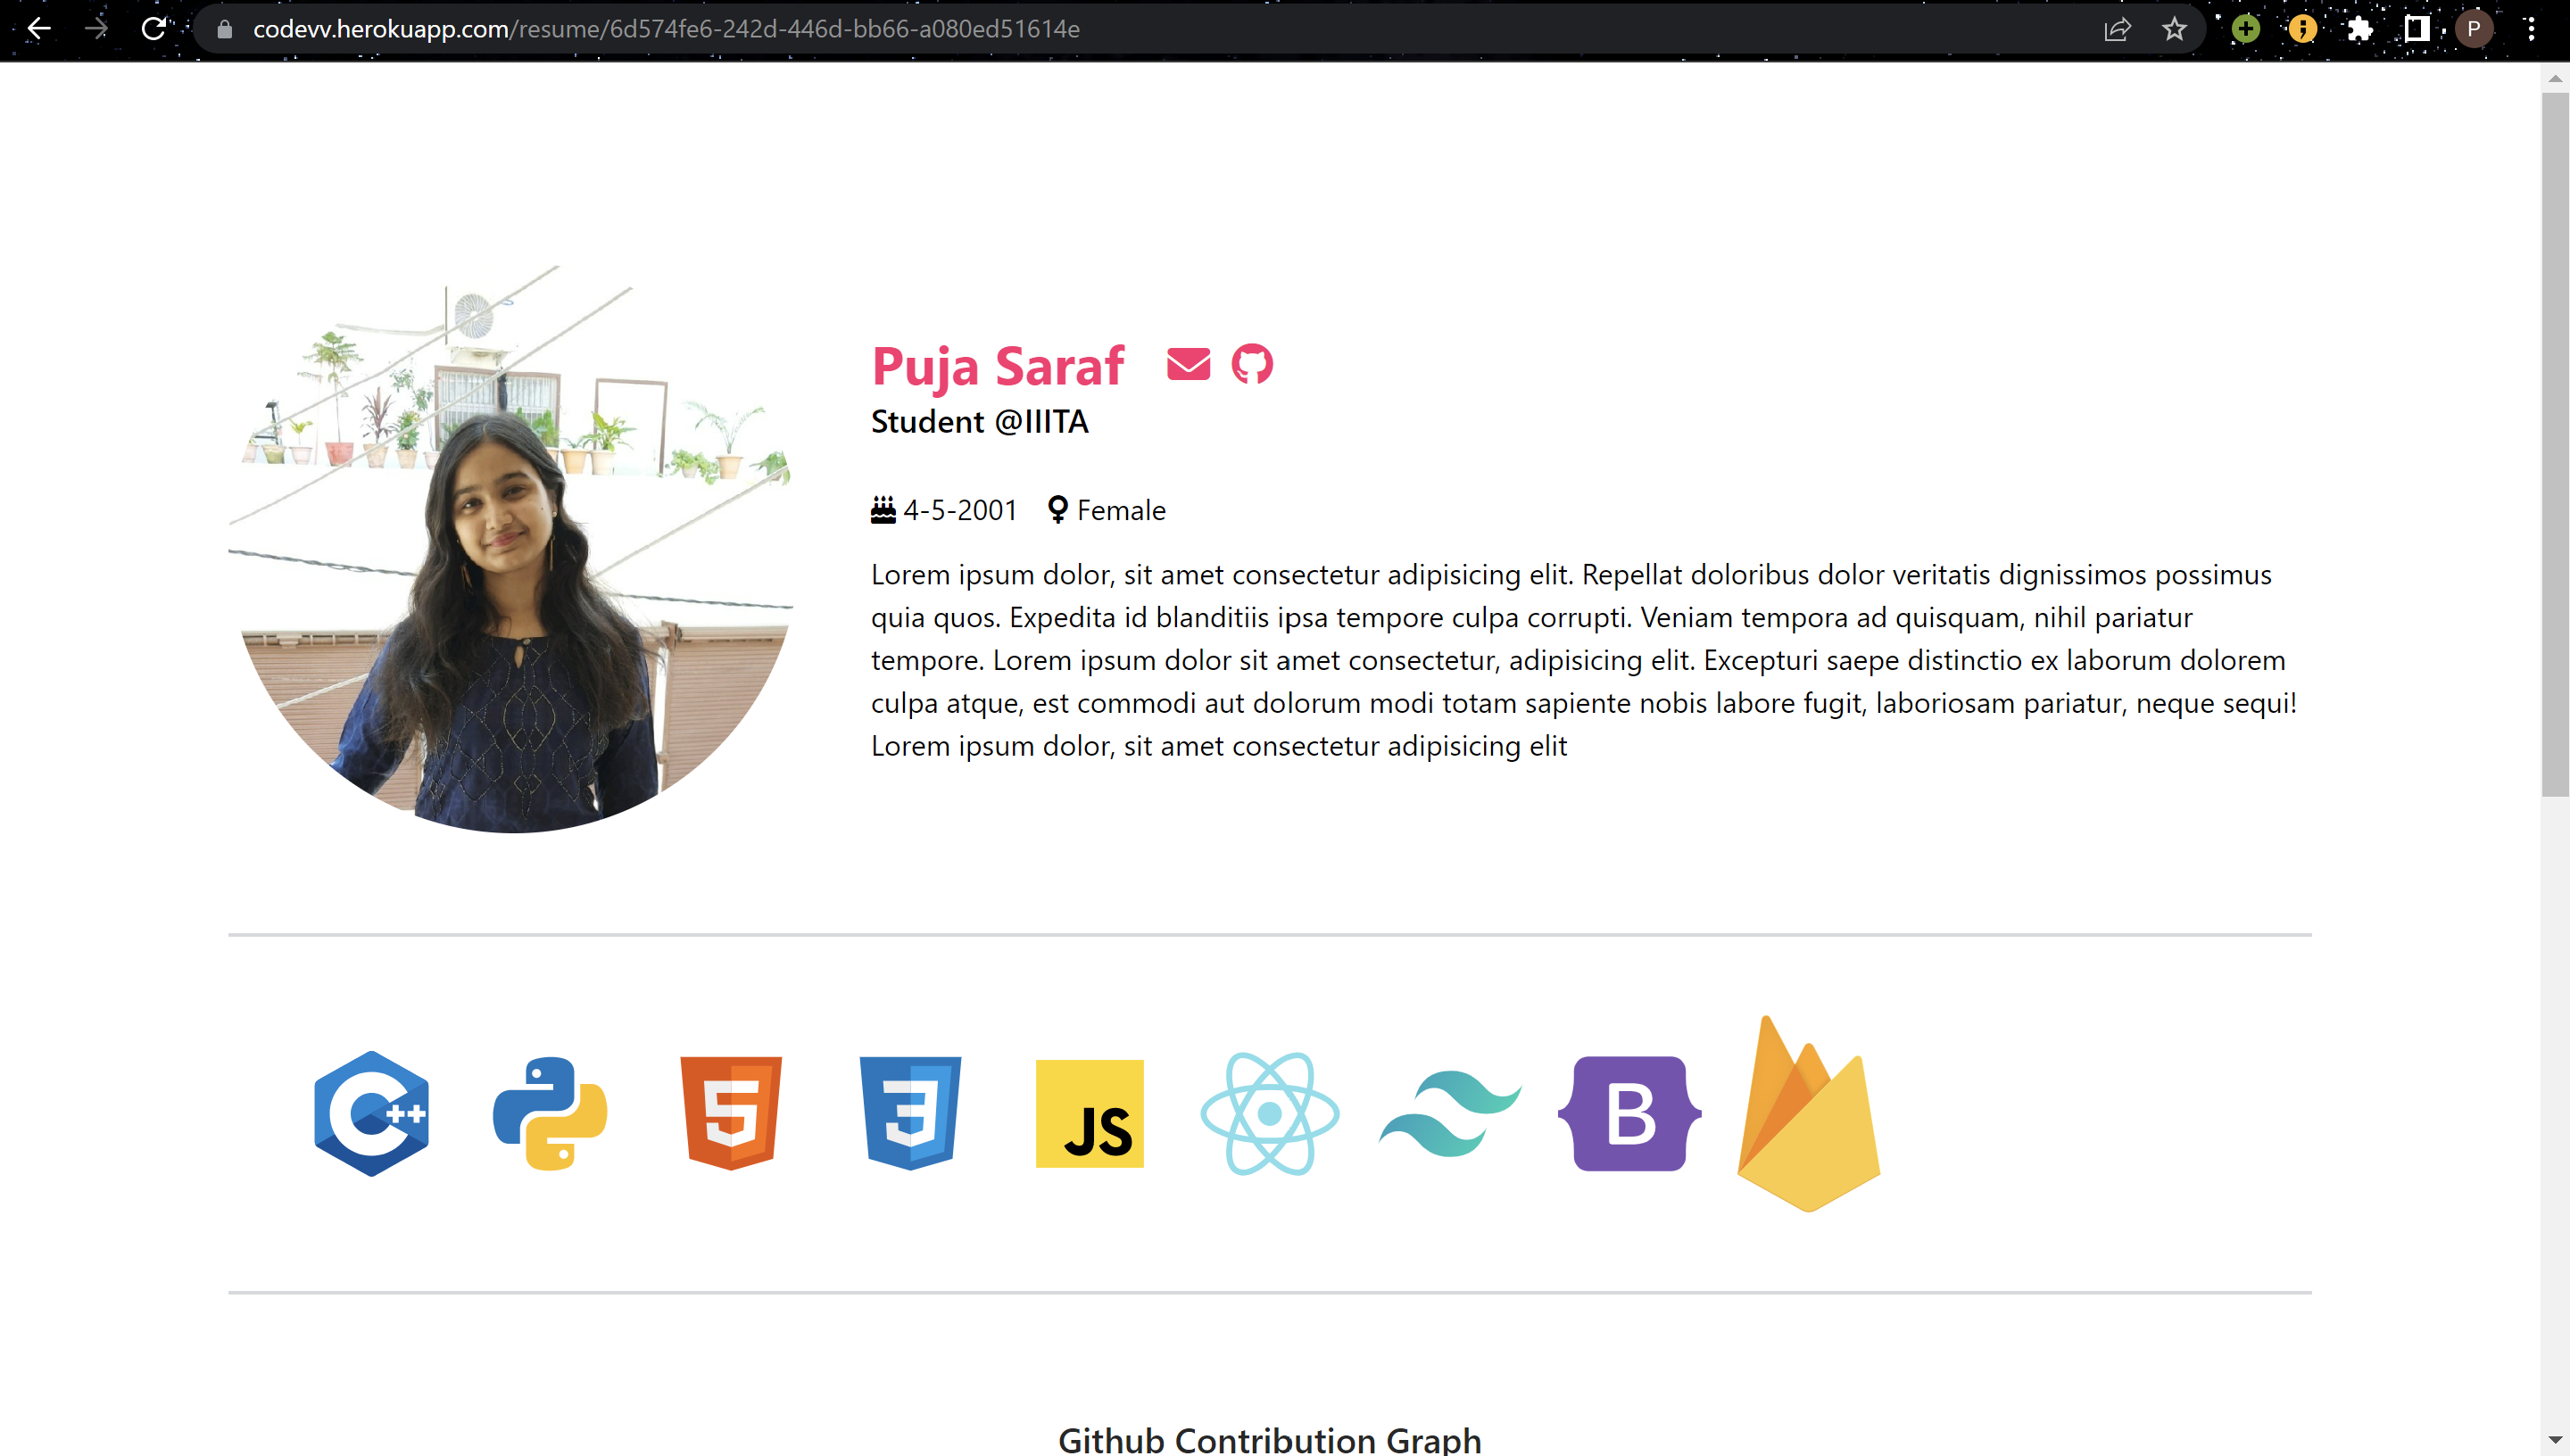 codevv.herokuapp.com/resume/6d574fe6-242d-446d-bb66-a080ed51614e
P
Puja Saraf
Student @IIITA
4-5-2001 Female
Lorem ipsum dolor, sit amet consectetur adipisicing elit. Repellat doloribus dolor veritatis dignissimos possimus
quia quos. Expedita id blanditiis ipsa tempore culpa corrupti. Veniam tempora ad quisquam, nihil pariatur
tempore. Lorem ipsum dolor sit amet consectetur, adipisicing elit. Excepturi saepe distinctio ex laborum dolorem
culpa atque, est commodi aut dolorum modi totam sapiente nobis labore fugit, laboriosam pariatur, neque sequi!
Lorem ipsum dolor, sit amet consectetur adipisicing elit
C++ 5 3 JS B
Github Contribution Graph